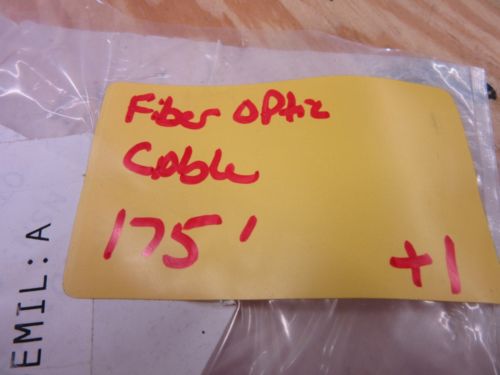 Fiber Optic
Cable
175'
+1
EMIL: A